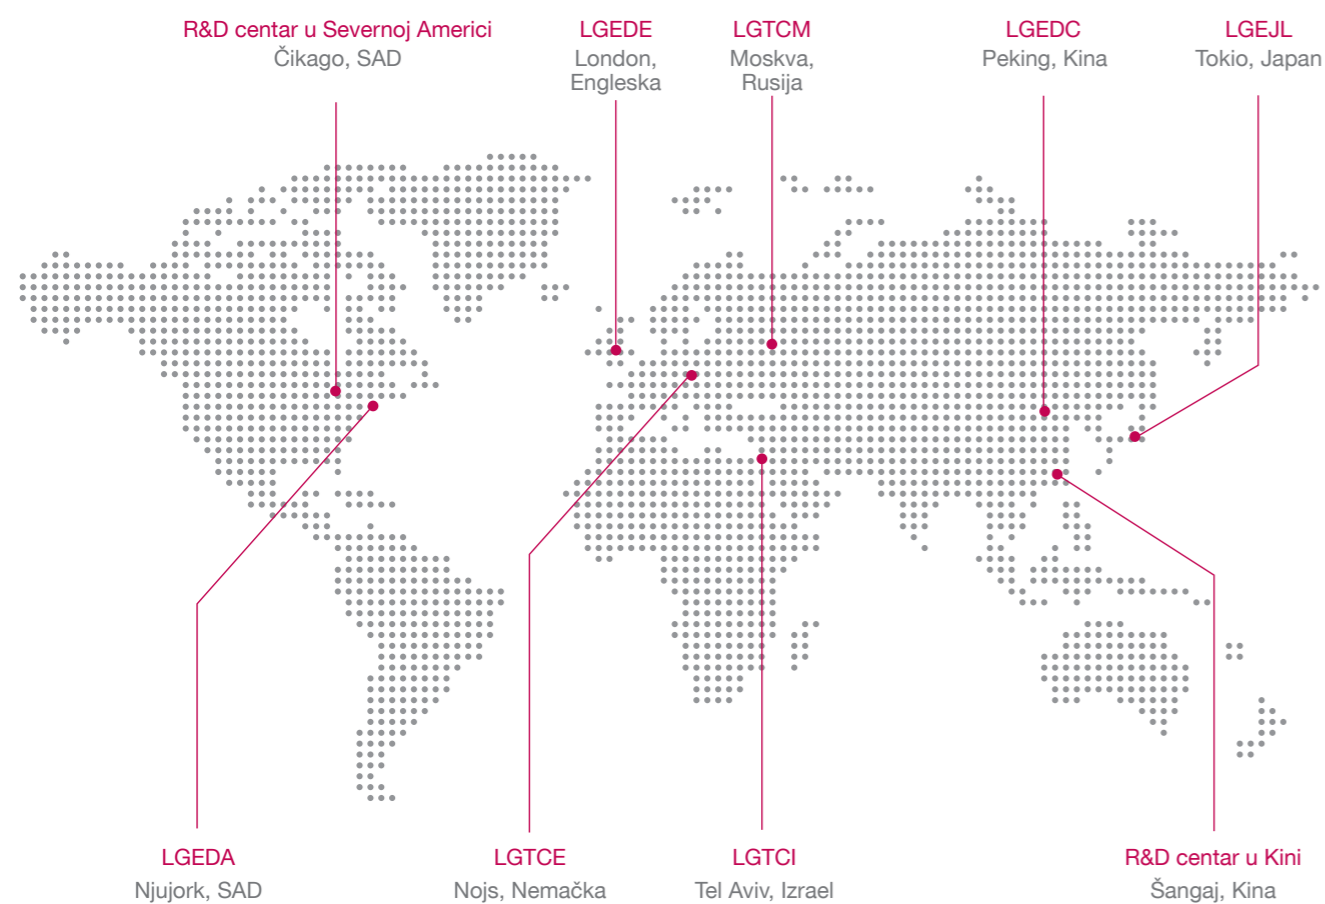 R&D centar u Severnoj Americi
Čikago, SAD
LGEDE
London,
Engleska
LGTCM
Moskva,
Rusija
LGEDC
Peking, Kina
LGEJL
Tokio, Japan
LGEDA
Njujork, SAD
LGTCE
Nojs, Nemačka
LGTCI
Tel Aviv, Izrael
R&D centar u Kini
Šangaj, Kina